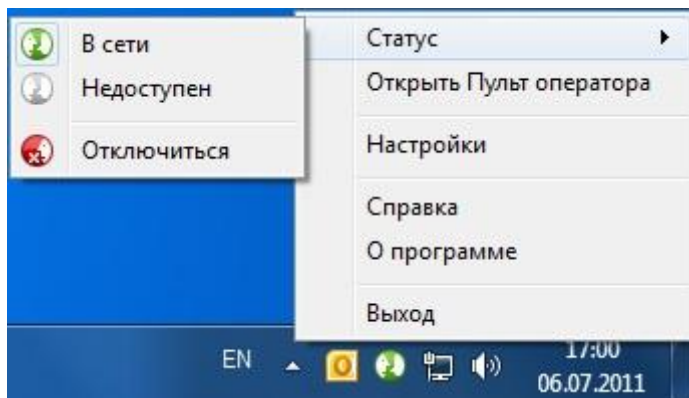 В сети
Недоступен
Отключиться
Статус
Открыть Пульт оператора
Настройки
Справка
О программе
Выход
EN
17:00
06.07.2011